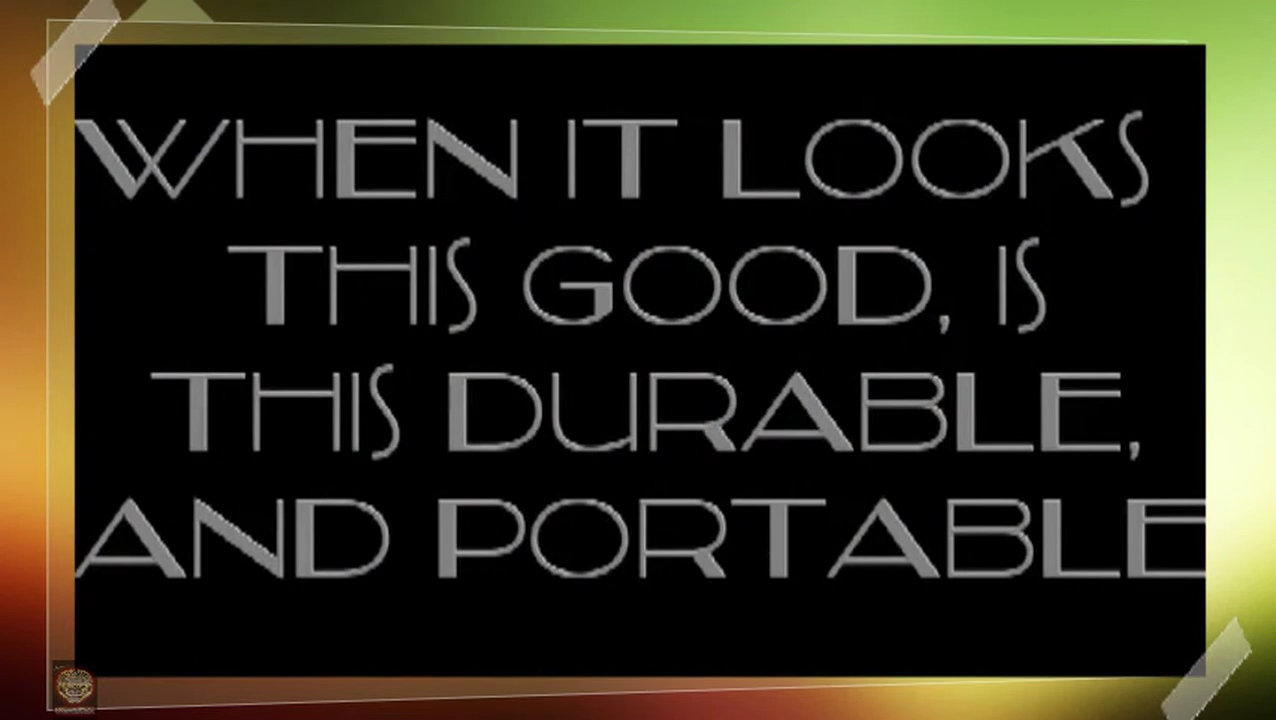 WHEN IT LOOKS
THIS GOOD, IS
THIS DURABLE,
AND PORTABLE